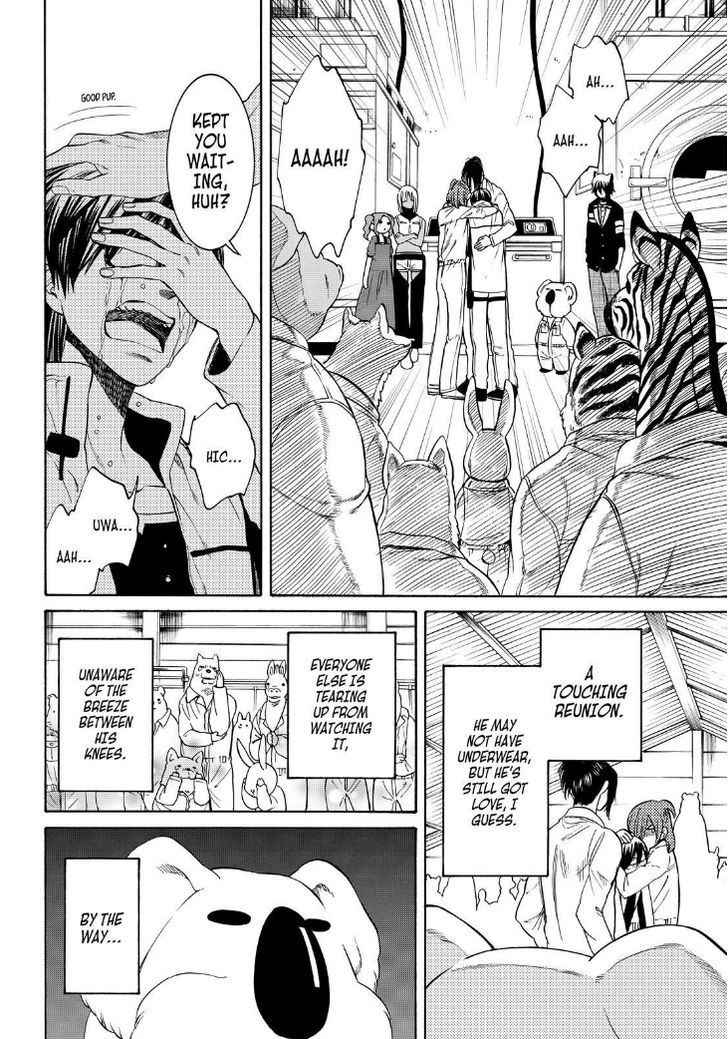 AH...
AAH...
AAAAH!
KEPT
YOU
WAIT-
ING,
HUH?
GOOD PUP.
HIC...
UWA...
AAH...
A
TOUCHING
REUNION.
HE MAY
NOT HAVE
UNDERWEAR,
BUT HE'S
STILL GOT
LOVE, I
GUESS.
EVERYONE
ELSE IS
TEARING
UP FROM
WATCHING
IT,
UNAWARE
OF THE
BREEZE
BETWEEN
HIS
KNEES.
BY THE
WAY...